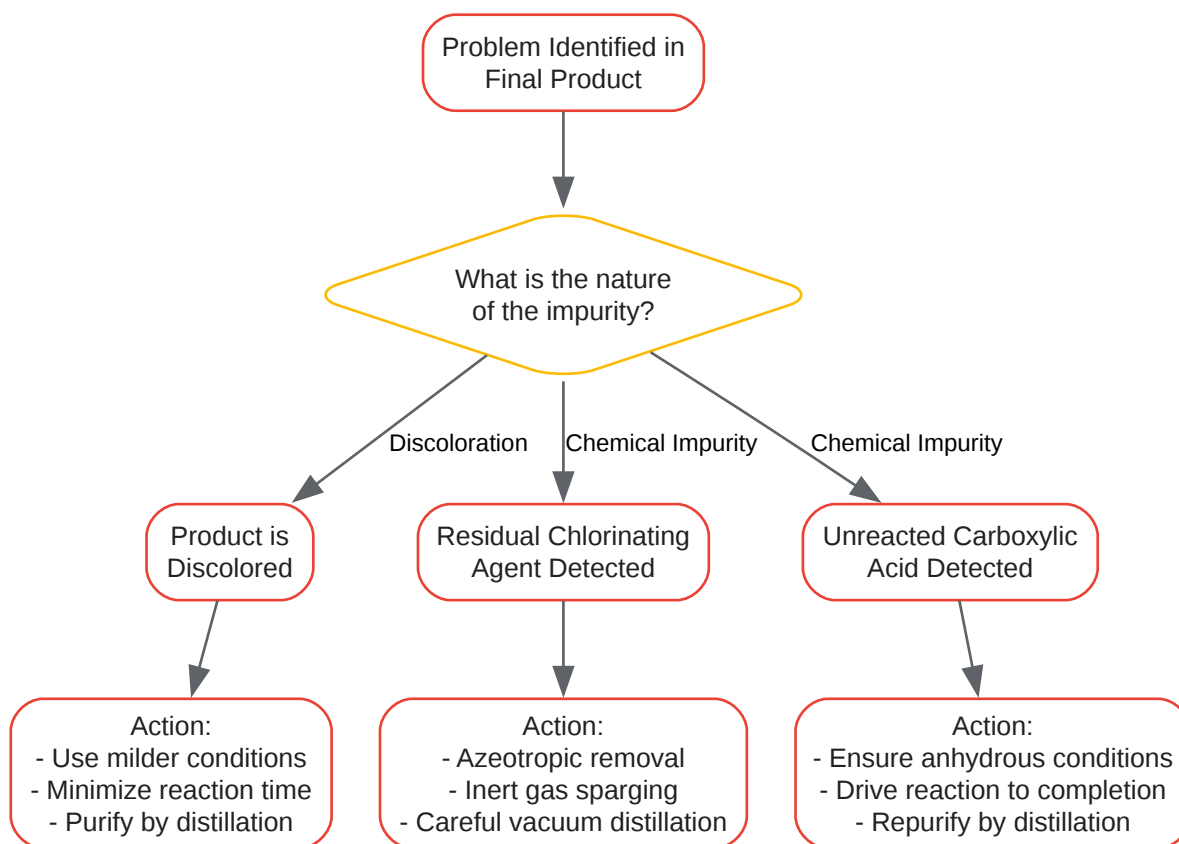 Problem Identified in
Final Product
What is the nature
of the impurity?
Discoloration
Chemical Impurity
Chemical Impurity
Product is
Discolored
Residual Chlorinating
Agent Detected
Unreacted Carboxylic
Acid Detected
Action:
- Use milder conditions
- Minimize reaction time
- Purify by distillation
Action:
- Azeotropic removal
- Inert gas sparging
- Careful vacuum distillation
Action:
- Ensure anhydrous conditions
- Drive reaction to completion
- Repurify by distillation